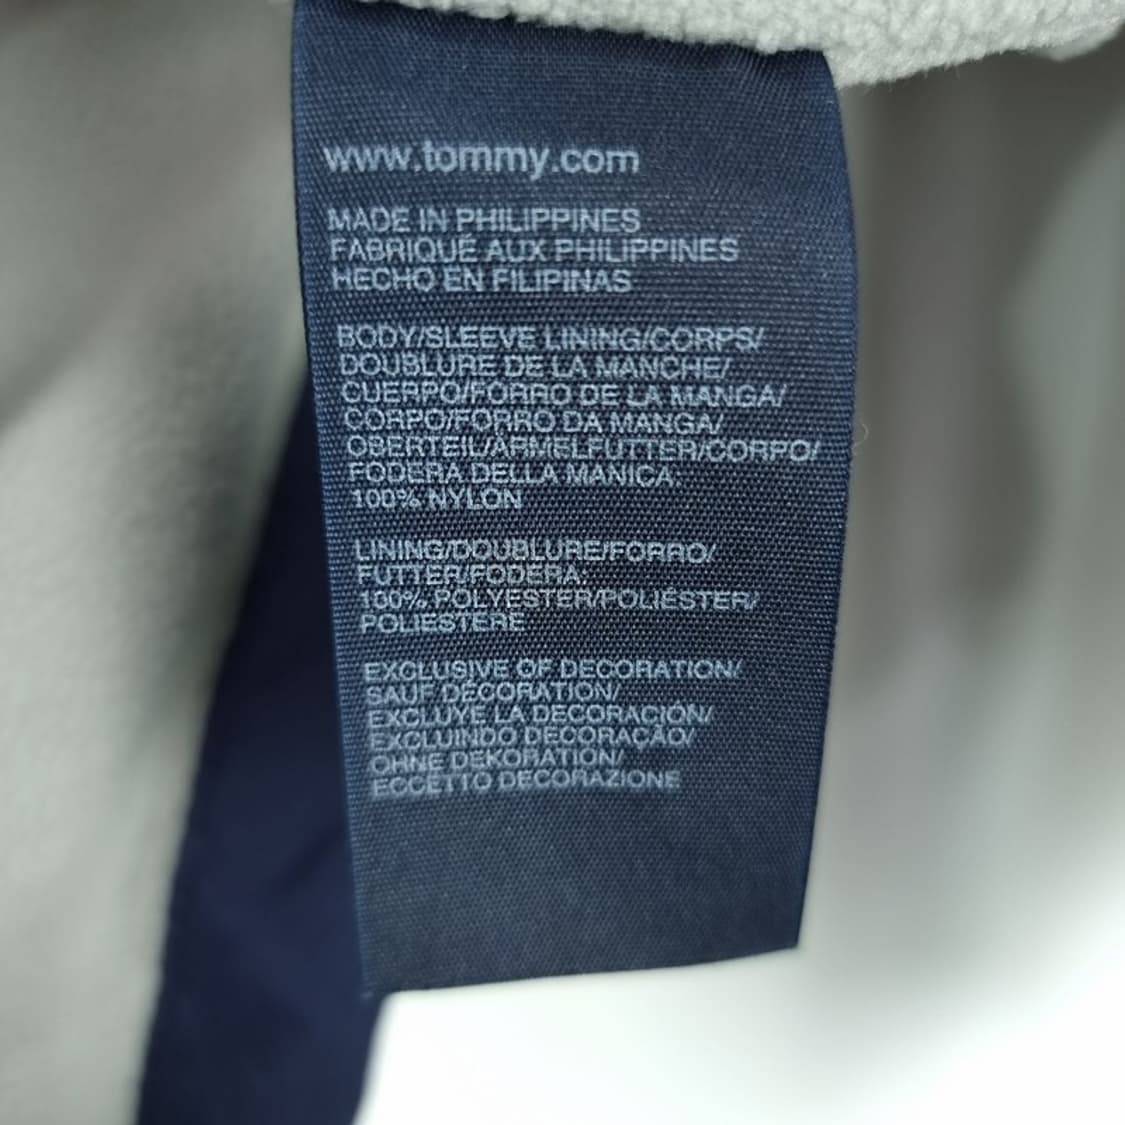 www.tommy.com
MADE IN PHILIPPINES
FABRIQUÉ AUX PHILIPPINES
HECHO EN FILIPINAS
BODY/SLEEVE LINING/CORPS/
DOUBLURE DE LA MANCHE/
CUERPO/FORRO DE LA MANGA/
CORPO/FORRO DA MANGA/
OBERTEIL/ÄRMELFUTTER/CORPO/
FODERA DELLA MANICA:
100% NYLON
LINING/DOUBLURE/FORRO/
FUTTER/FODERA:
100% POLYESTER/POLIÉSTER/
POLIESTERE
EXCLUSIVE OF DECORATION/
SAUF DÉCORATION/
EXCLUYE LA DECORACIÓN/
EXCLUINDO DECORAÇÃO/
OHNE DEKORATION/
ECCETTO DECORAZIONE